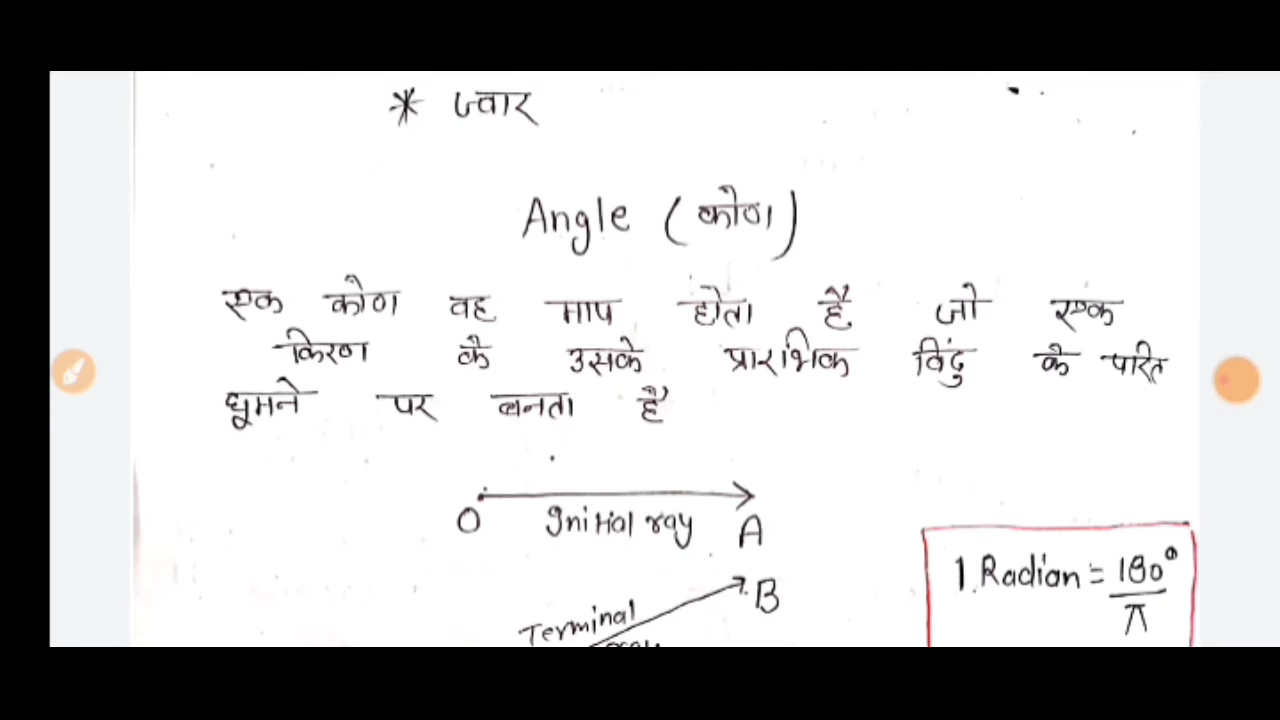 * ज्वार
Angle (कोण)
एक कोण वह माप होता है जो एक
किरण के उसके प्रारंभिक विंदु के परित
घूमने पर बनता है
O Initial ray A
B
Terminal
1 Radian = 180°
π